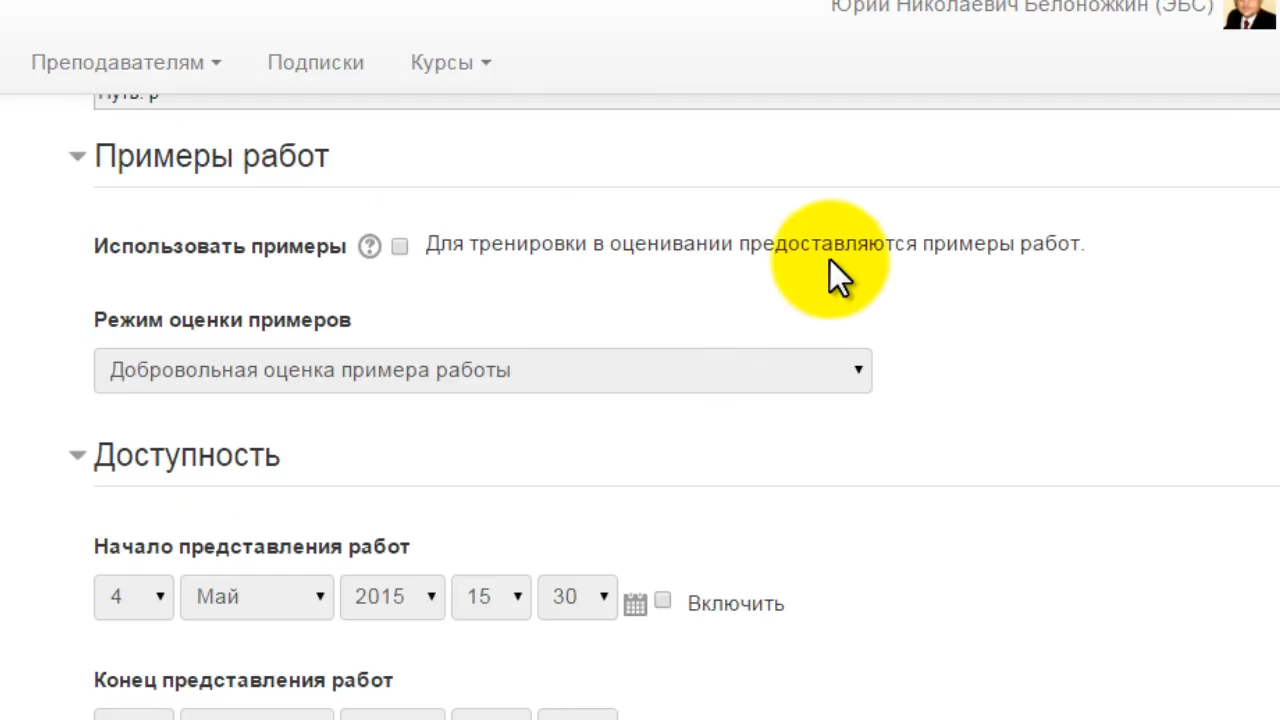 Юрий Николаевич Белоножкин (ЭБС)
Преподавателям Подписки Курсы
Путь: p
Примеры работ
Использовать примеры ? Для тренировки в оценивании предоставляются примеры работ.
Режим оценки примеров
Добровольная оценка примера работы
Доступность
Начало представления работ
4 Май 2015 15 30 Включить
Конец представления работ